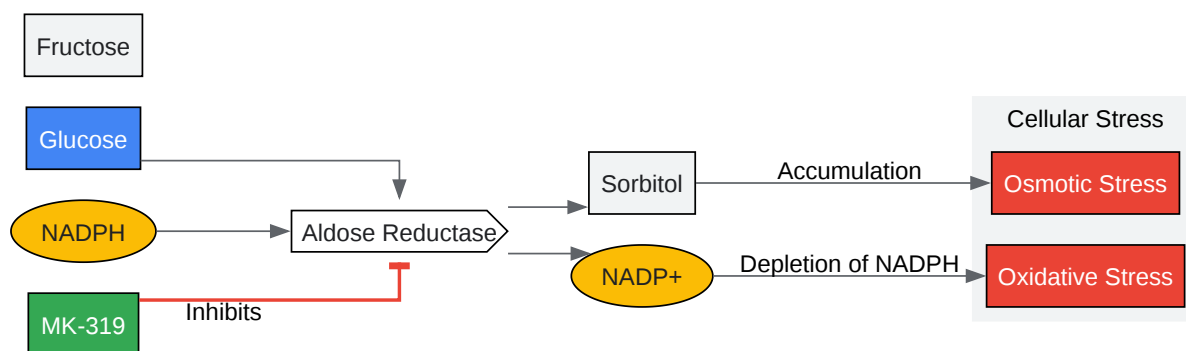 Fructose
Cellular Stress
Glucose
Sorbitol
Accumulation
Osmotic Stress
NADPH
Aldose Reductase
NADP+
Depletion of NADPH
Oxidative Stress
Inhibits
MK-319